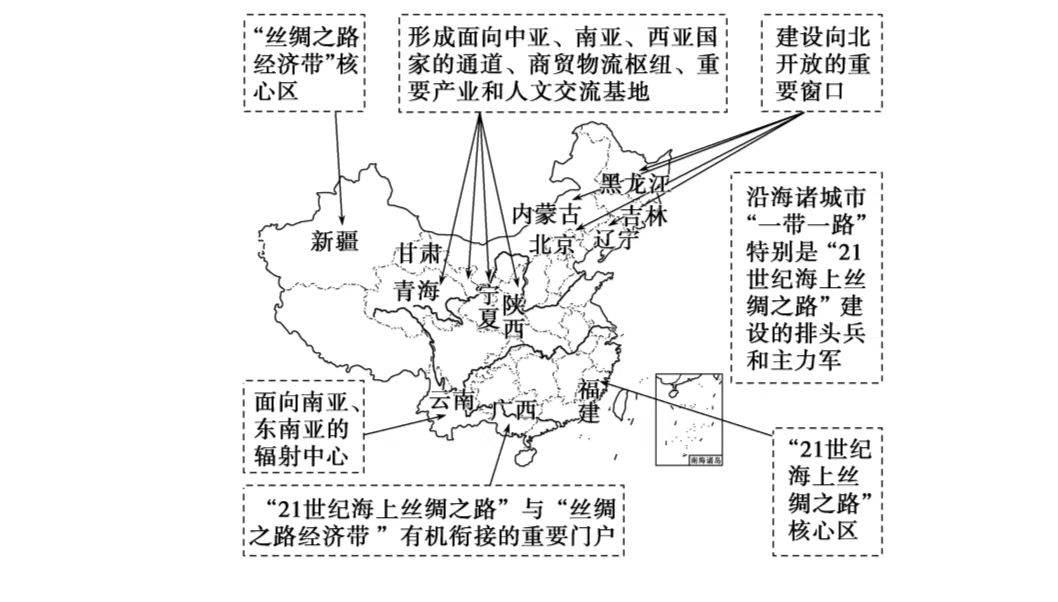 “丝绸之路
经济带”核
心区
形成面向中亚、南亚、西亚国
家的通道、商贸物流枢纽、重
要产业和人文交流基地
建设向北
开放的重
要窗口
黑龙江
内蒙古
吉林
北京
辽宁
新疆
甘肃
青海
宁
夏
陕
西
沿海诸城市
“一带一路”
特别是“21
世纪海上丝
绸之路”建
设的排头兵
和主力军
云南
广西
福
建
南海诸岛
面向南亚、
东南亚的
辐射中心
“21世纪
海上丝
绸之路”
核心区
“21世纪海上丝绸之路”与“丝绸
之路经济带”有机衔接的重要门户